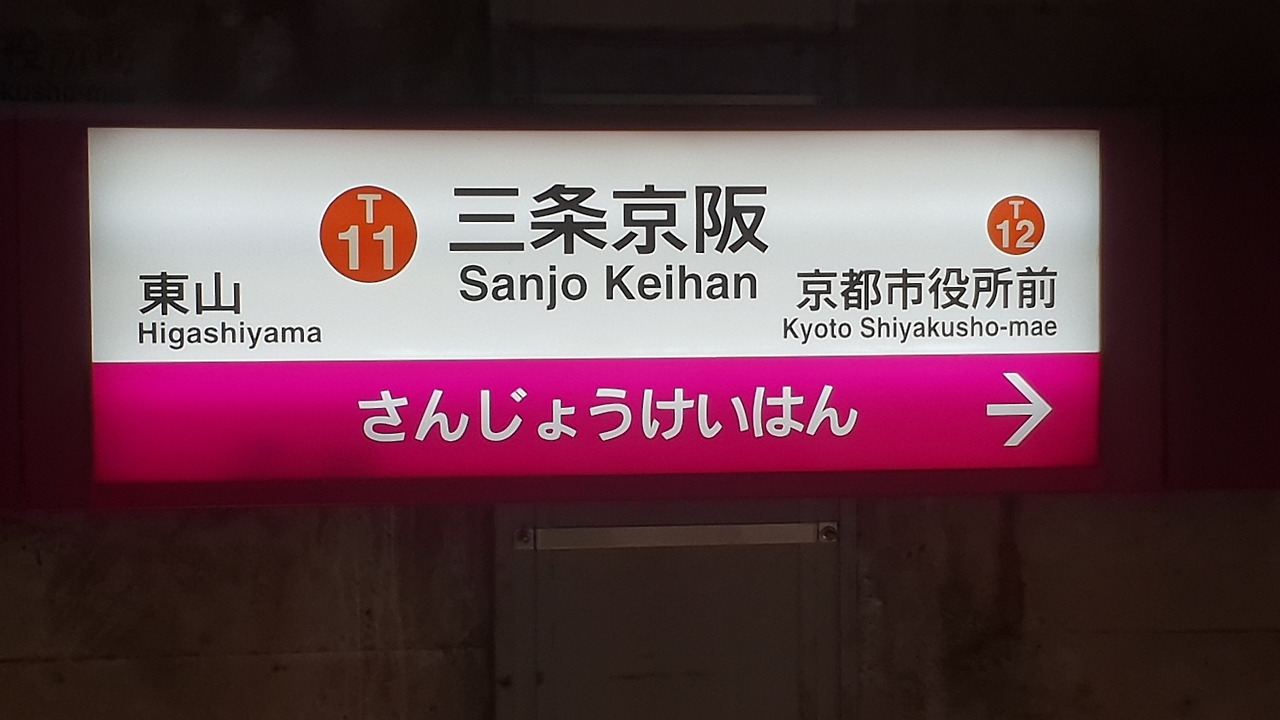 T
11
三条京阪
Sanjo Keihan
東山
Higashiyama
T
12
京都市役所前
Kyoto Shiyakusho-mae
さんじょうけいはん
→